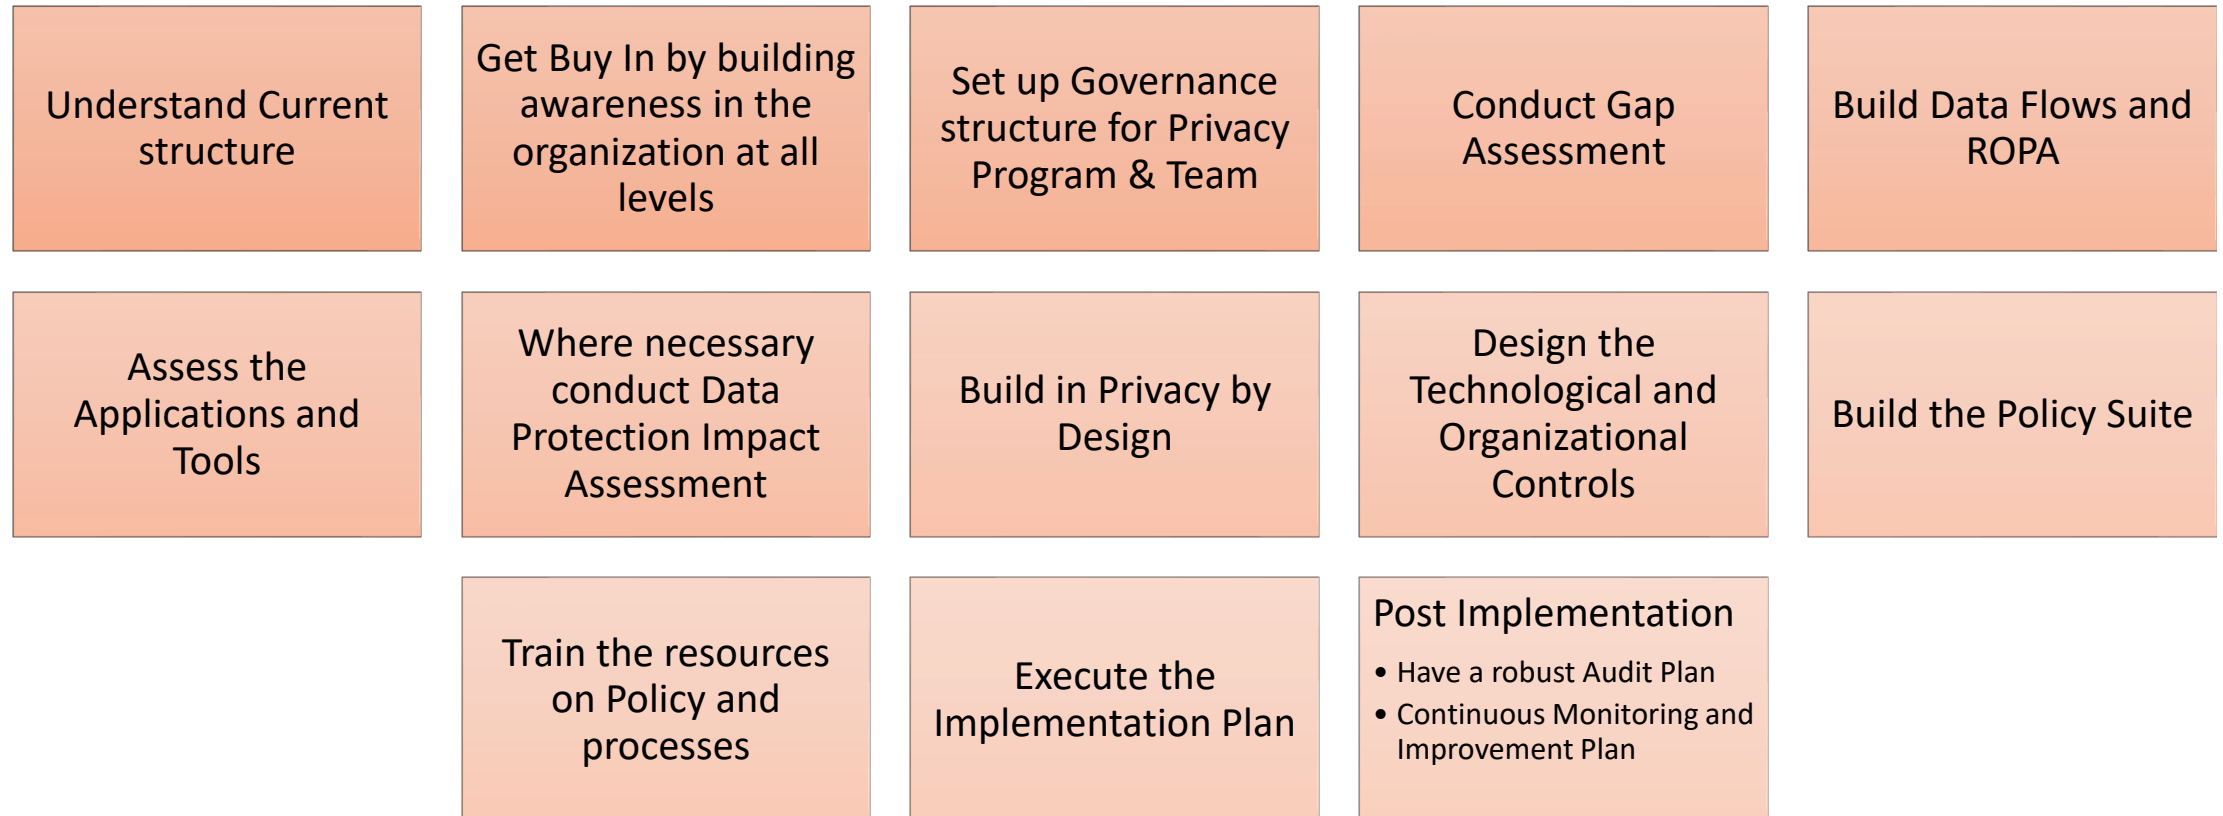 Understand Current
structure
Get Buy In by building
awareness in the
organization at all
levels
Set up Governance
structure for Privacy
Program & Team
Conduct Gap
Assessment
Build Data Flows and
ROPA
Assess the
Applications and
Tools
Where necessary
conduct Data
Protection Impact
Assessment
Build in Privacy by
Design
Design the
Technological and
Organizational
Controls
Build the Policy Suite
Train the resources
on Policy and
processes
Execute the
Implementation Plan
Post Implementation
• Have a robust Audit Plan
• Continuous Monitoring and
Improvement Plan